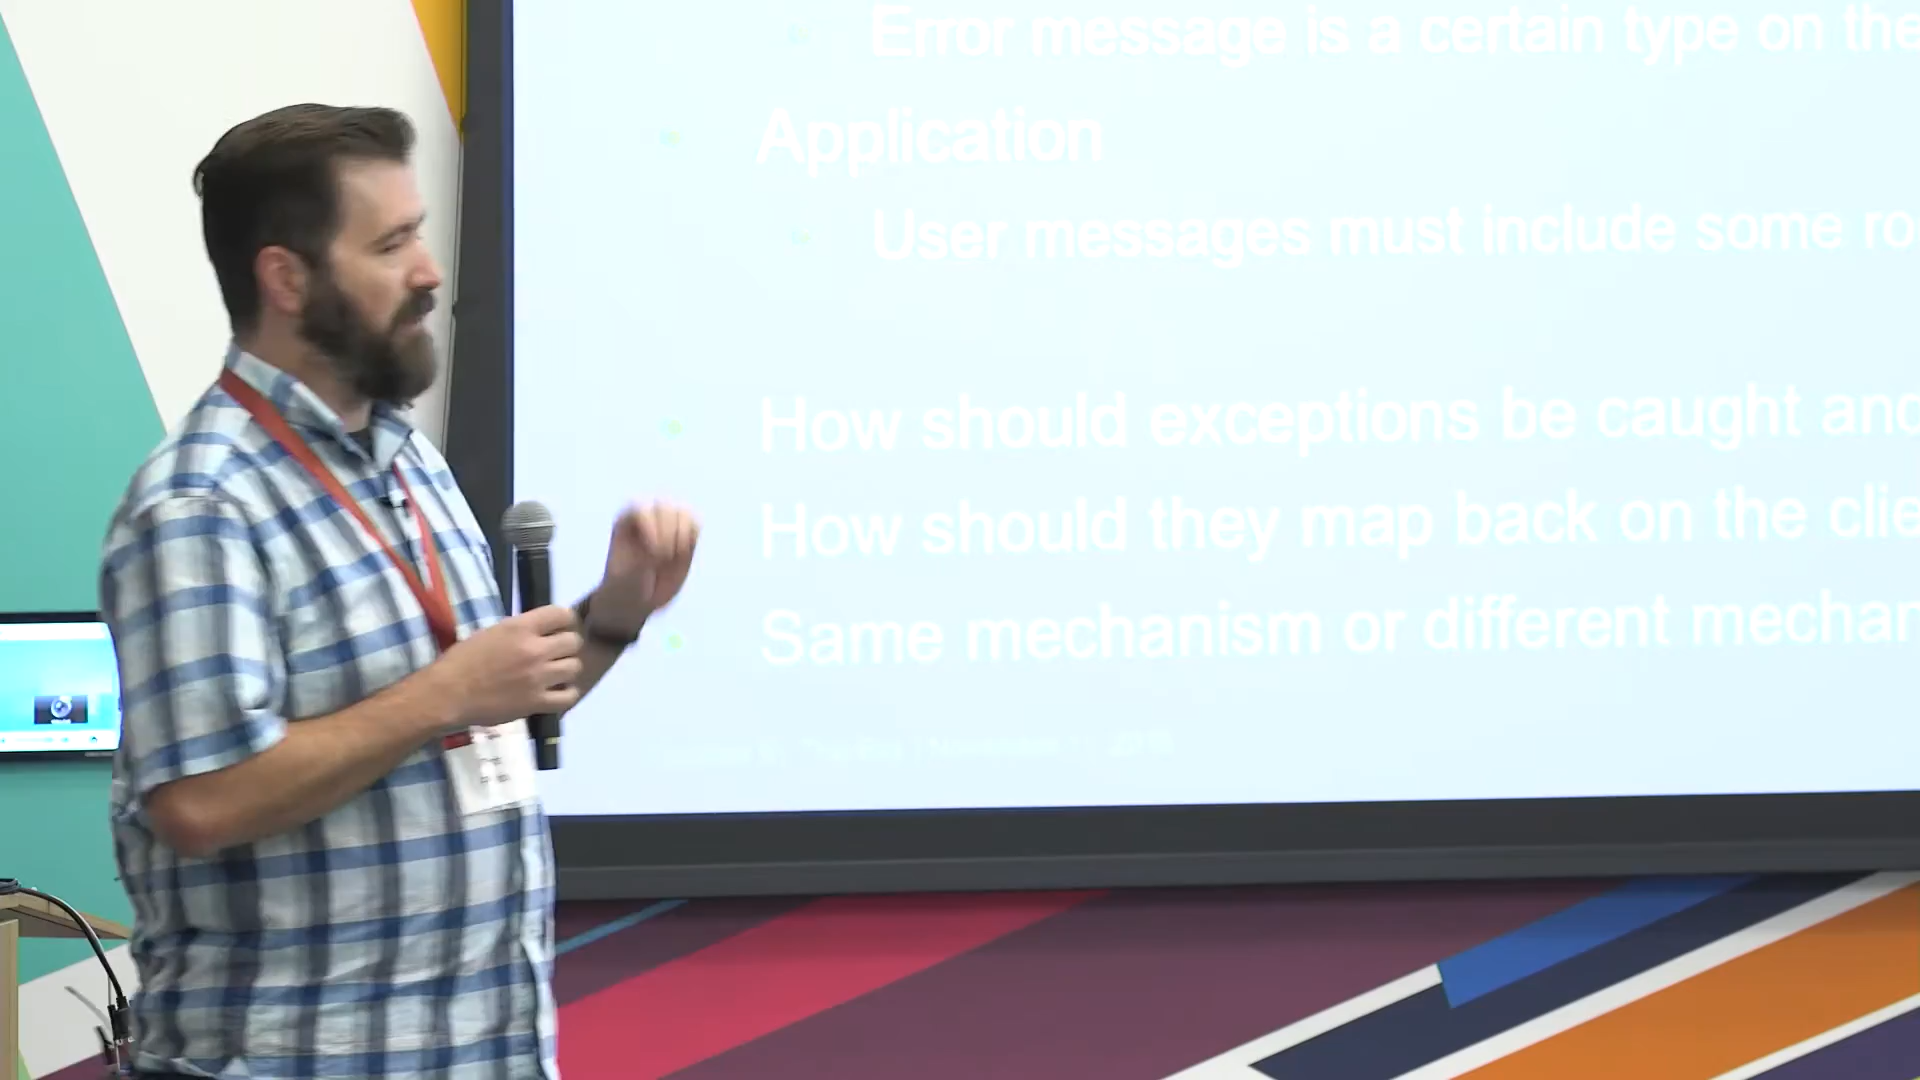 Error message is a certain type on the
Application
User messages must include some ro
How should exceptions be caught and
How should they map back on the clie
Same mechanism or different mechan